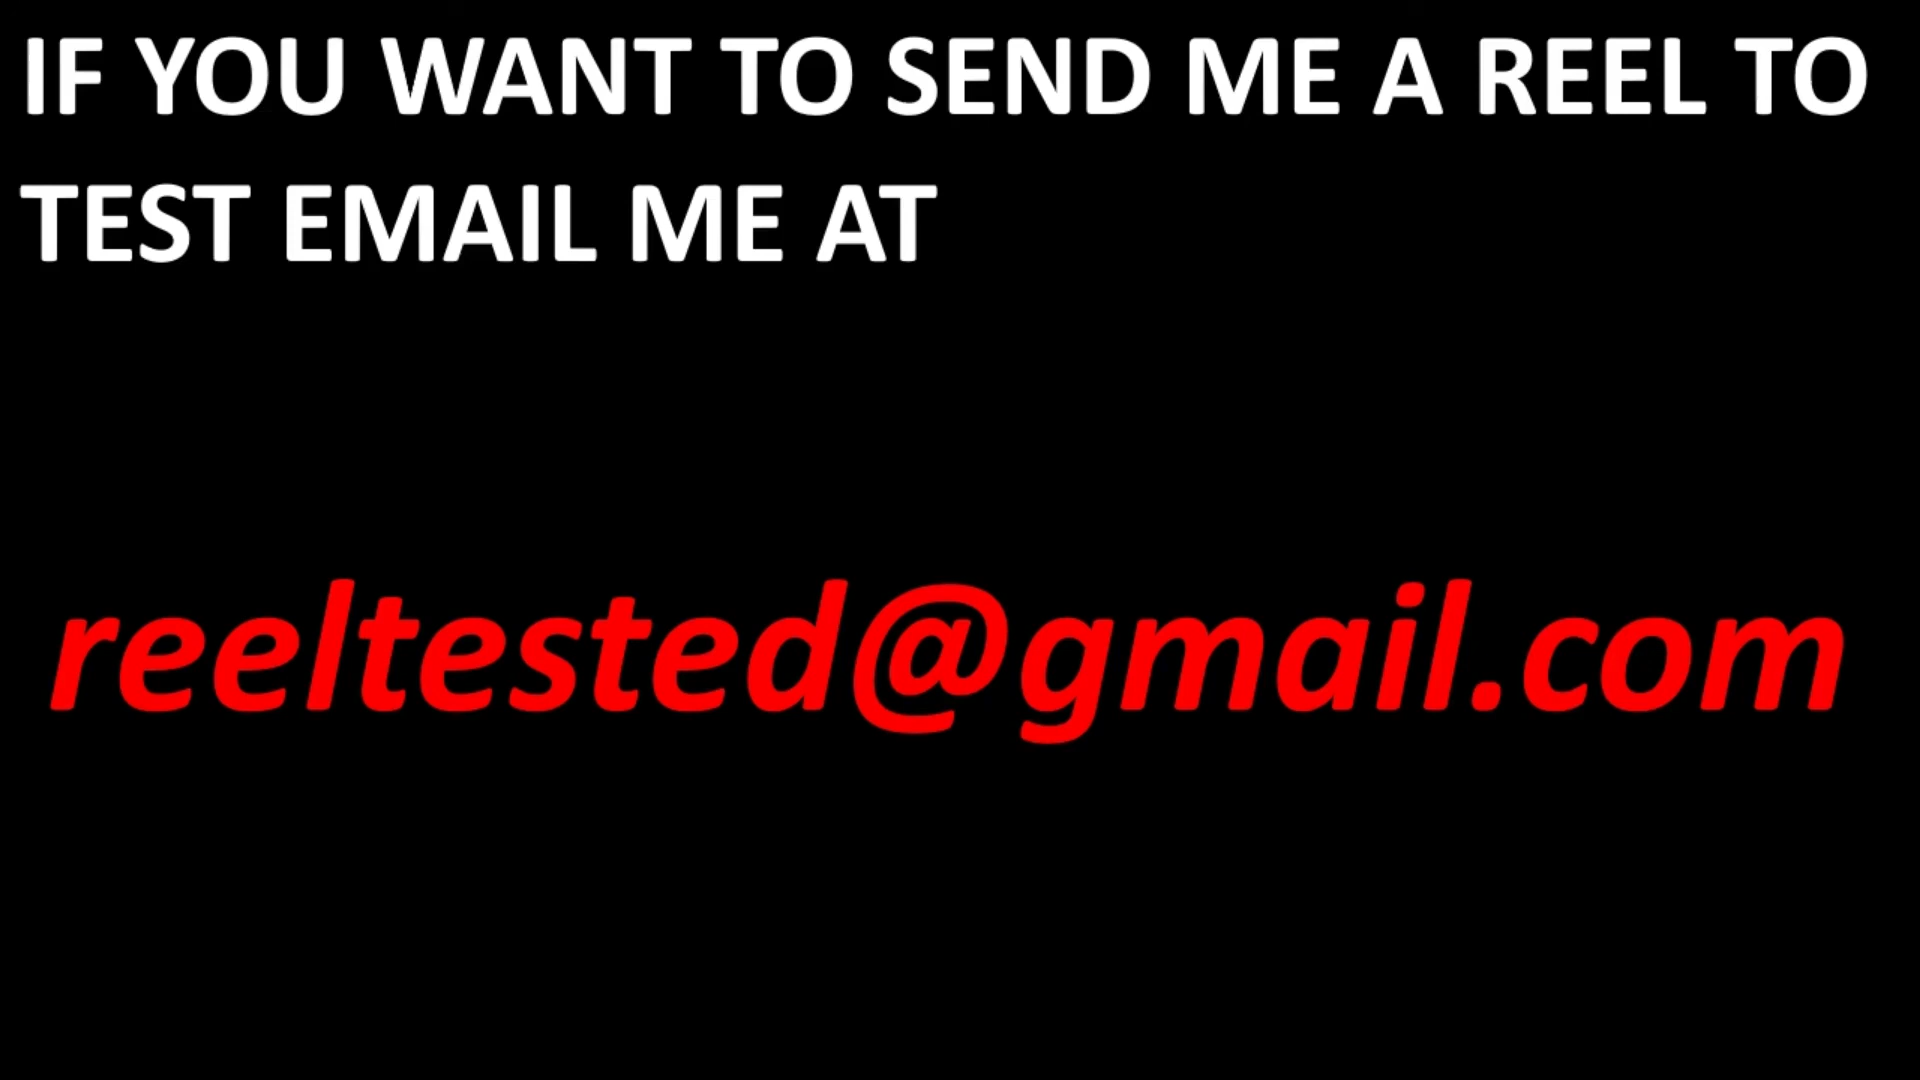 IF YOU WANT TO SEND ME A REEL TO
TEST EMAIL ME AT
reeltested@gmail.com